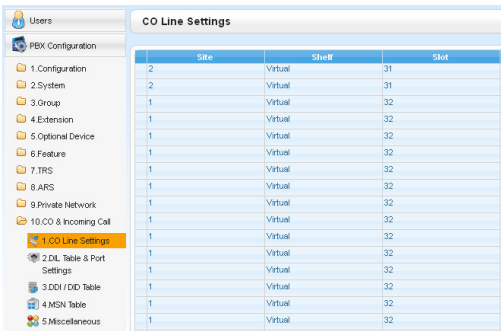 Users
PBX Configuration
1.Configuration
2.System
3.Group
4.Extension
5.Optional Device
6.Feature
7.TRS
8.ARS
9.Private Network
10.CO & Incoming Call
1.CO Line Settings
2.DIL Table & Port
Settings
3.DDI / DID Table
4.MSN Table
5.Miscellaneous
CO Line Settings
Site Shelf Slot
2 Virtual 31
2 Virtual 31
1 Virtual 32
1 Virtual 32
1 Virtual 32
1 Virtual 32
1 Virtual 32
1 Virtual 32
1 Virtual 32
1 Virtual 32
1 Virtual 32
1 Virtual 32
1 Virtual 32
1 Virtual 32
1 Virtual 32
1 Virtual 32